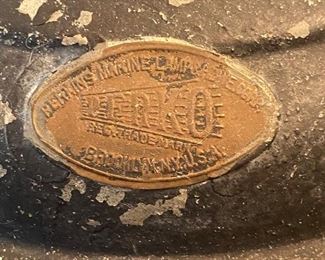 PERKINS MARINE LAMP & HDW. CORP.
PERKO
REG. TRADE MARK
BROOKLYN, N.Y. U.S.A.